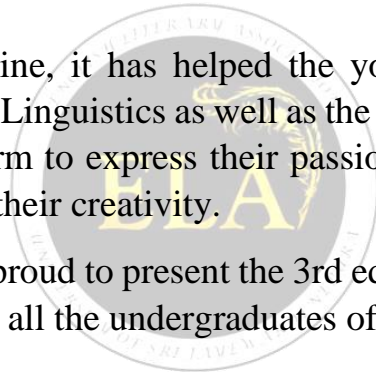 ine, it has helped the yo
Linguistics as well as the
rm to express their passio
their creativity.
proud to present the 3rd ec
all the undergraduates of
ELA